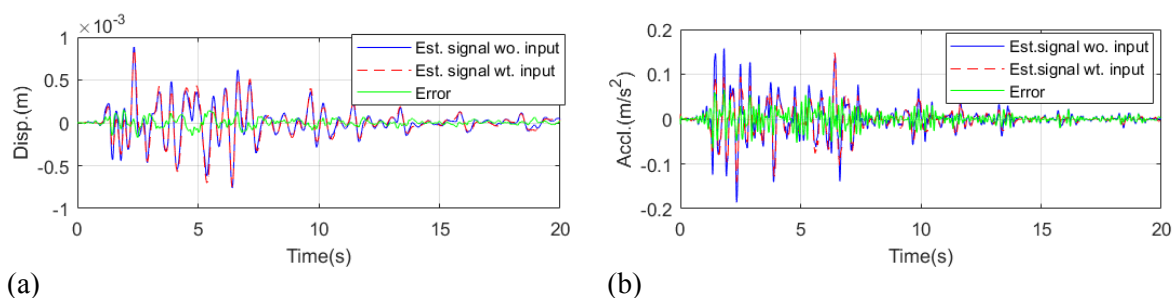 ×10⁻³
1
0.5
0
-0.5
-1
Disp.(m)
0 5 10 15 20
Time(s)
Est. signal wo. input
Est. signal wt. input
Error
(a)
0.2
0.1
0
-0.1
-0.2
Accl.(m/s²)
0 5 10 15 20
Time(s)
Est.signal wo. input
Est.signal wt. input
Error
(b)